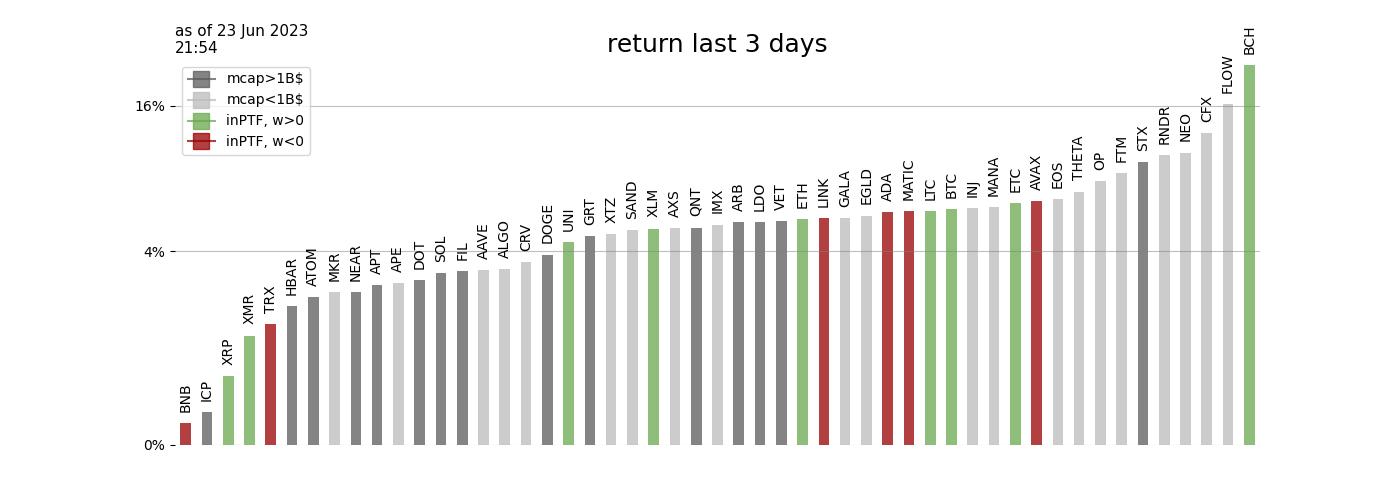 as of 23 Jun 2023
21:54
return last 3 days
mcap>1B$
mcap<1B$
inPTF, w>0
inPTF, w<0
16%
4%
0%
BNB
ICP
XRP
XMR
TRX
HBAR
ATOM
MKR
NEAR
APT
APE
DOT
SOL
FIL
AAVE
ALGO
CRV
DOGE
UNI
GRT
XTZ
SAND
XLM
AXS
QNT
IMX
ARB
LDO
VET
ETH
LINK
GALA
EGLD
ADA
MATIC
LTC
BTC
INJ
MANA
ETC
AVAX
EOS
THETA
OP
FTM
STX
RNDR
NEO
CFX
FLOW
BCH